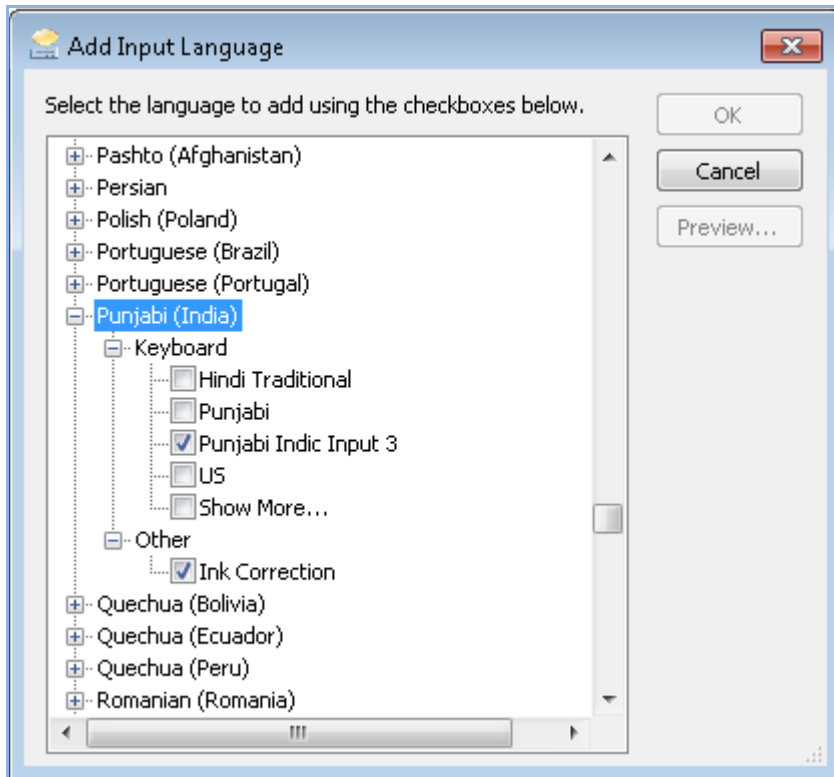 Add Input Language
Select the language to add using the checkboxes below.
OK
Cancel
Preview...
Pashto (Afghanistan)
Persian
Polish (Poland)
Portuguese (Brazil)
Portuguese (Portugal)
Punjabi (India)
Keyboard
Hindi Traditional
Punjabi
Punjabi Indic Input 3
US
Show More...
Other
Ink Correction
Quechua (Bolivia)
Quechua (Ecuador)
Quechua (Peru)
Romanian (Romania)